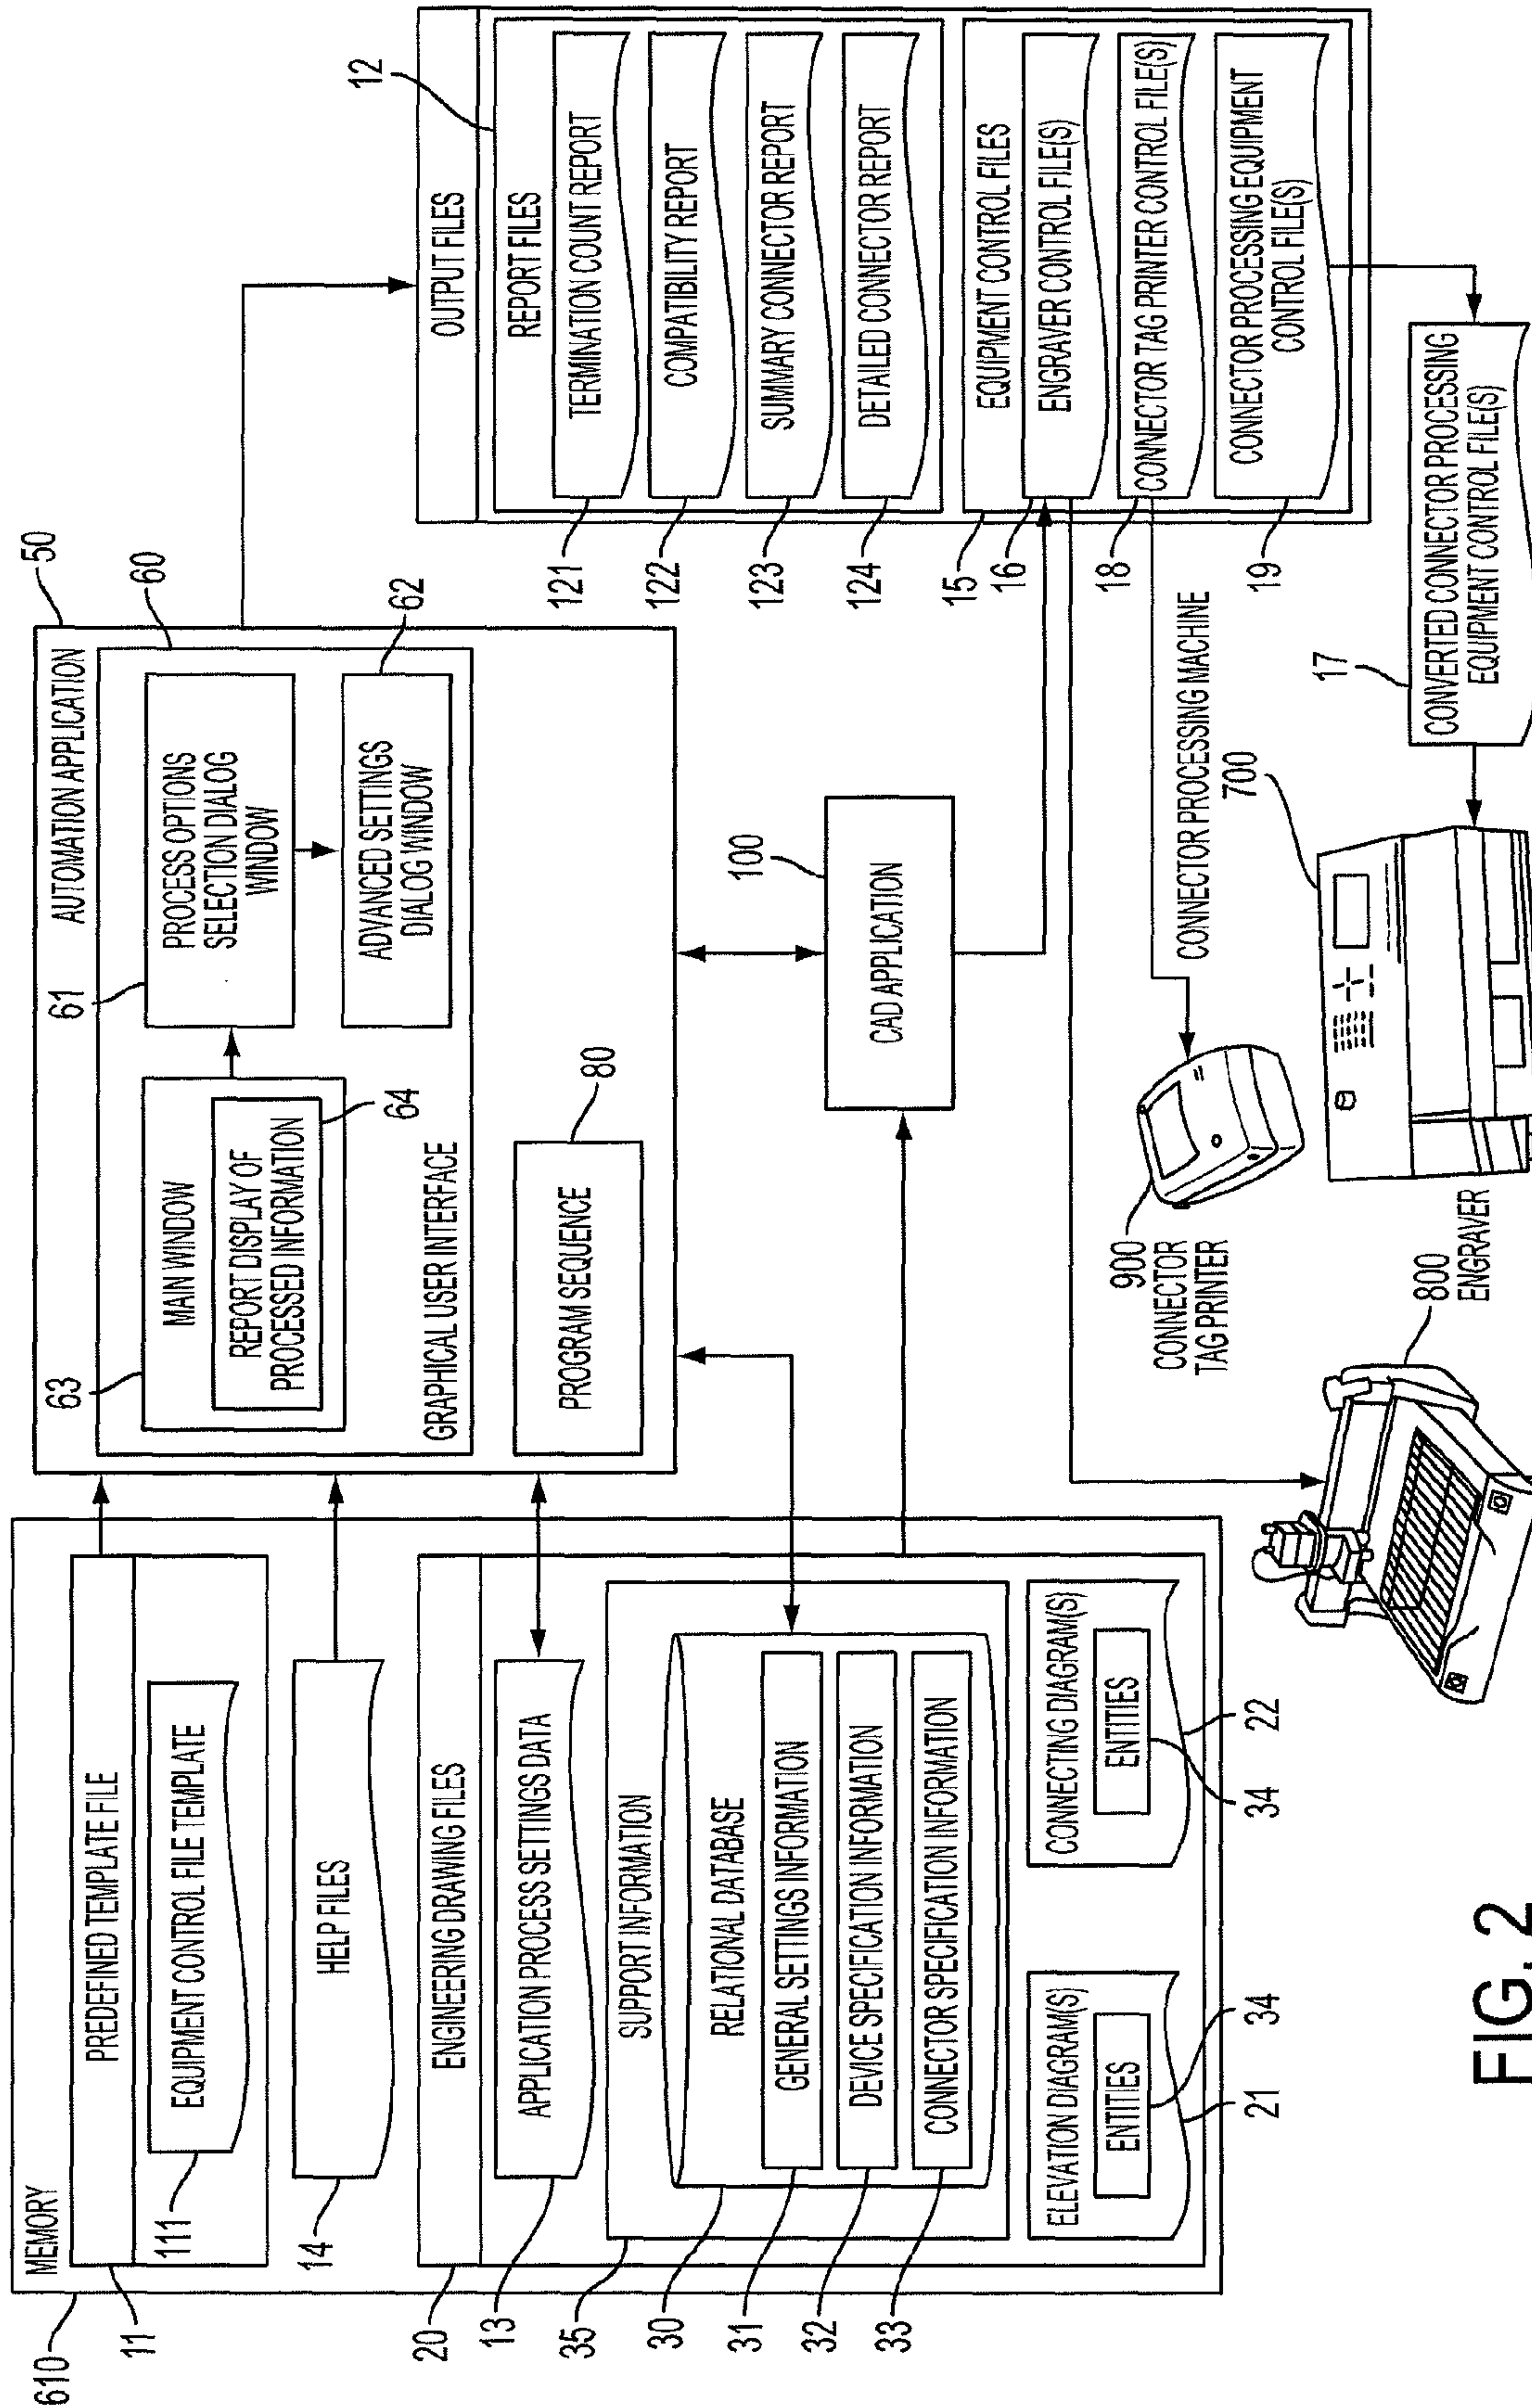 610
MEMORY
11
PREDEFINED TEMPLATE FILE
111
EQUIPMENT CONTROL FILE TEMPLATE
14
HELP FILES
20
ENGINEERING DRAWING FILES
13
APPLICATION PROCESS SETTINGS DATA
35
SUPPORT INFORMATION
30
RELATIONAL DATABASE
31
GENERAL SETTINGS INFORMATION
32
DEVICE SPECIFICATION INFORMATION
33
CONNECTOR SPECIFICATION INFORMATION
ELEVATION DIAGRAM(S)
ENTITIES
34
21
CONNECTING DIAGRAM(S)
ENTITIES
34
22
50
AUTOMATION APPLICATION
60
63
MAIN WINDOW
REPORT DISPLAY OF
PROCESSED INFORMATION
64
61
PROCESS OPTIONS
SELECTION DIALOG
WINDOW
ADVANCED SETTINGS
DIALOG WINDOW
62
GRAPHICAL USER INTERFACE
PROGRAM SEQUENCE
80
CAD APPLICATION
100
OUTPUT FILES
12
REPORT FILES
TERMINATION COUNT REPORT
121
COMPATIBILITY REPORT
122
SUMMARY CONNECTOR REPORT
123
DETAILED CONNECTOR REPORT
124
15
EQUIPMENT CONTROL FILES
16
ENGRAVER CONTROL FILE(S)
18
CONNECTOR TAG PRINTER CONTROL FILE(S)
19
CONNECTOR PROCESSING EQUIPMENT
CONTROL FILE(S)
17
CONVERTED CONNECTOR PROCESSING
EQUIPMENT CONTROL FILE(S)
CONNECTOR PROCESSING MACHINE
700
900
CONNECTOR
TAG PRINTER
800
ENGRAVER
FIG. 2